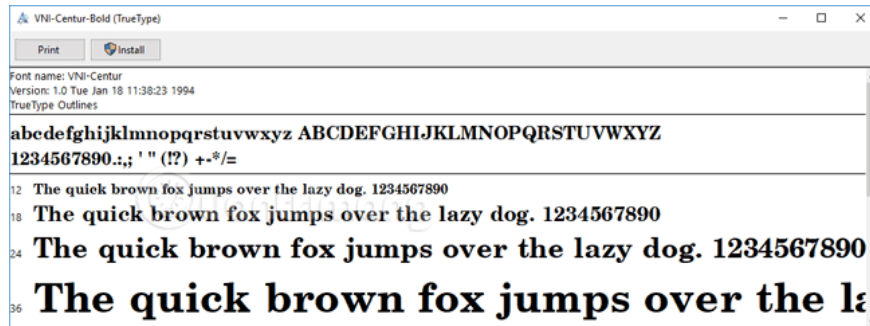 VNI-Centur-Bold (TrueType)
Print Install
Font name: VNI-Centur
Version: 1.0 Tue Jan 18 11:38:23 1994
TrueType Outlines
abcdefghijklmnopqrstuvwxyz ABCDEFGHIJKLMNOPQRSTUVWXYZ
1234567890.:,; ' " (!?) +-*/=
12 The quick brown fox jumps over the lazy dog. 1234567890
18 The quick brown fox jumps over the lazy dog. 1234567890
24 The quick brown fox jumps over the lazy dog. 1234567890
36 The quick brown fox jumps over the la